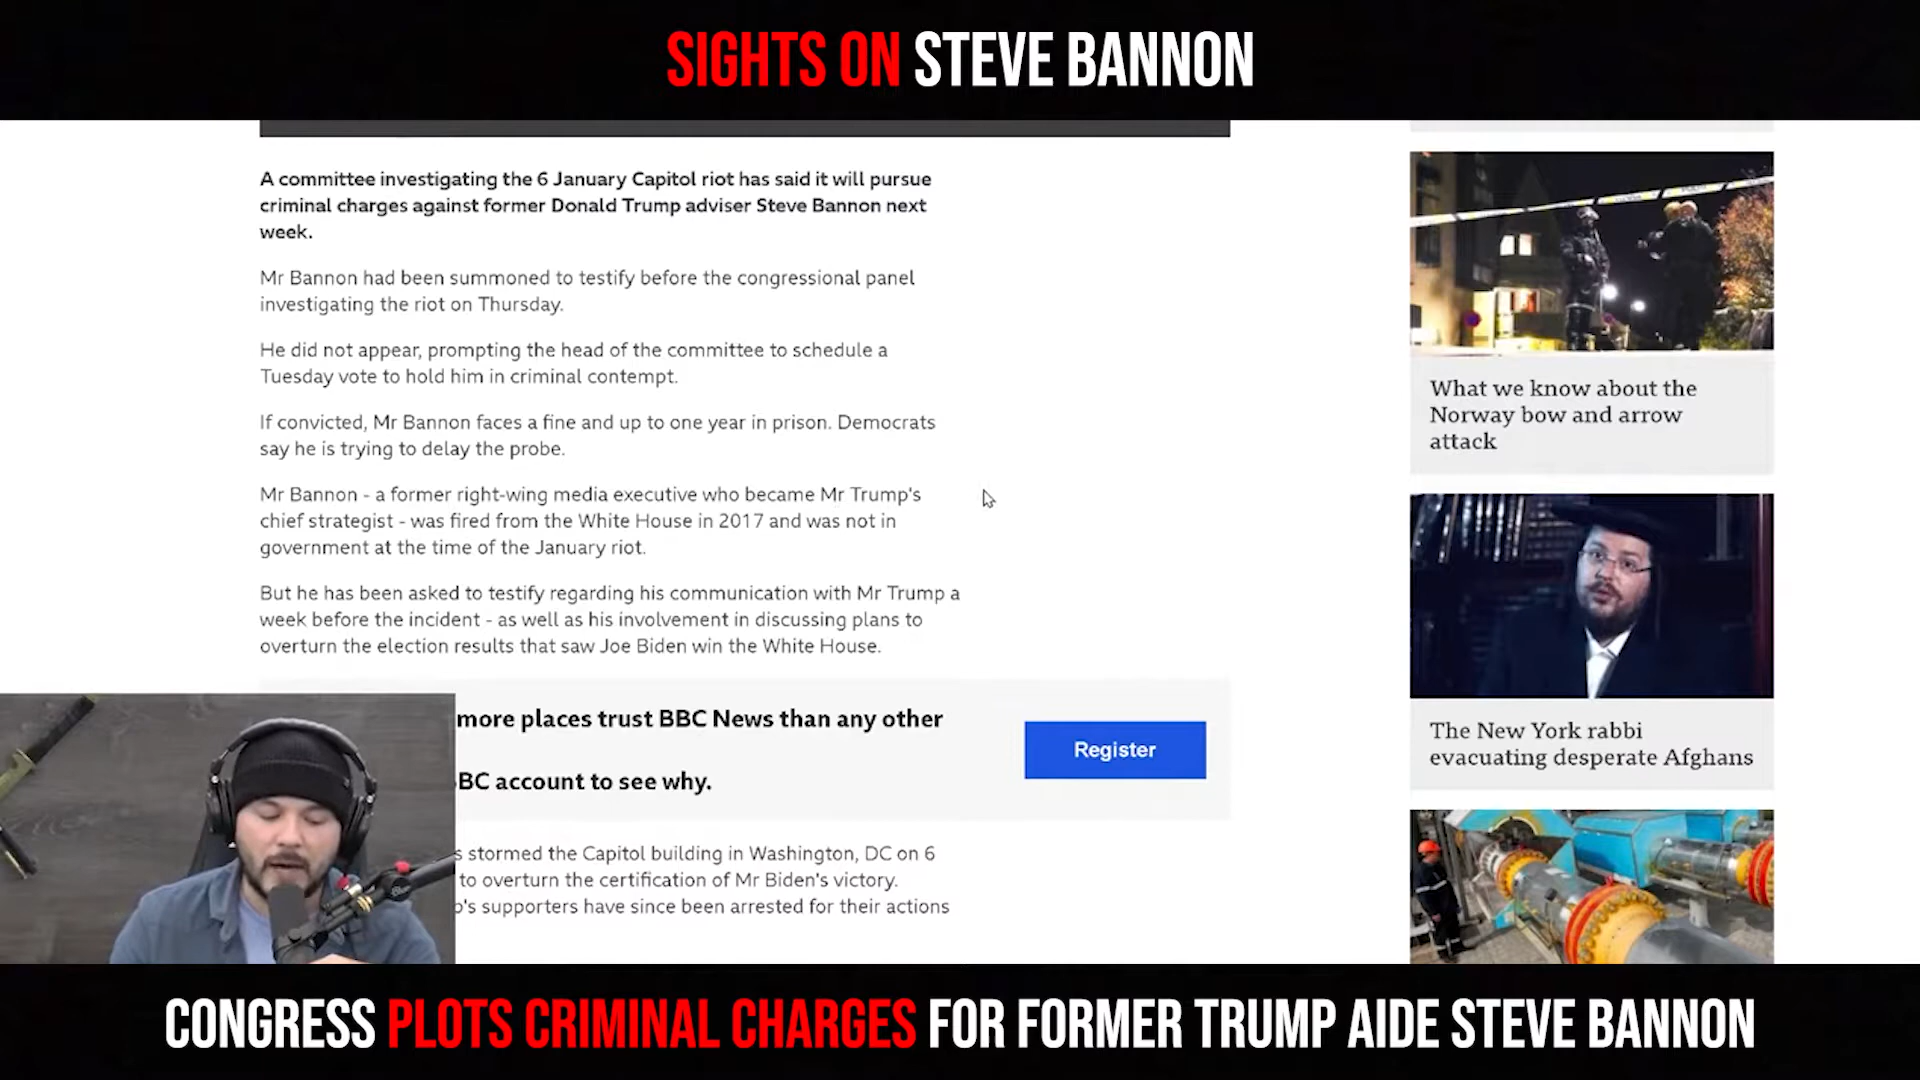 SIGHTS ON STEVE BANNON
A committee investigating the 6 January Capitol riot has said it will pursue
criminal charges against former Donald Trump adviser Steve Bannon next
week.
Mr Bannon had been summoned to testify before the congressional panel
investigating the riot on Thursday.
He did not appear, prompting the head of the committee to schedule a
Tuesday vote to hold him in criminal contempt.
If convicted, Mr Bannon faces a fine and up to one year in prison. Democrats
say he is trying to delay the probe.
Mr Bannon - a former right-wing media executive who became Mr Trump's
chief strategist - was fired from the White House in 2017 and was not in
government at the time of the January riot.
But he has been asked to testify regarding his communication with Mr Trump a
week before the incident - as well as his involvement in discussing plans to
overturn the election results that saw Joe Biden win the White House.
more places trust BBC News than any other
BC account to see why.
Register
s stormed the Capitol building in Washington, DC on 6
to overturn the certification of Mr Biden's victory.
's supporters have since been arrested for their actions
What we know about the
Norway bow and arrow
attack
The New York rabbi
evacuating desperate Afghans
CONGRESS PLOTS CRIMINAL CHARGES FOR FORMER TRUMP AIDE STEVE BANNON